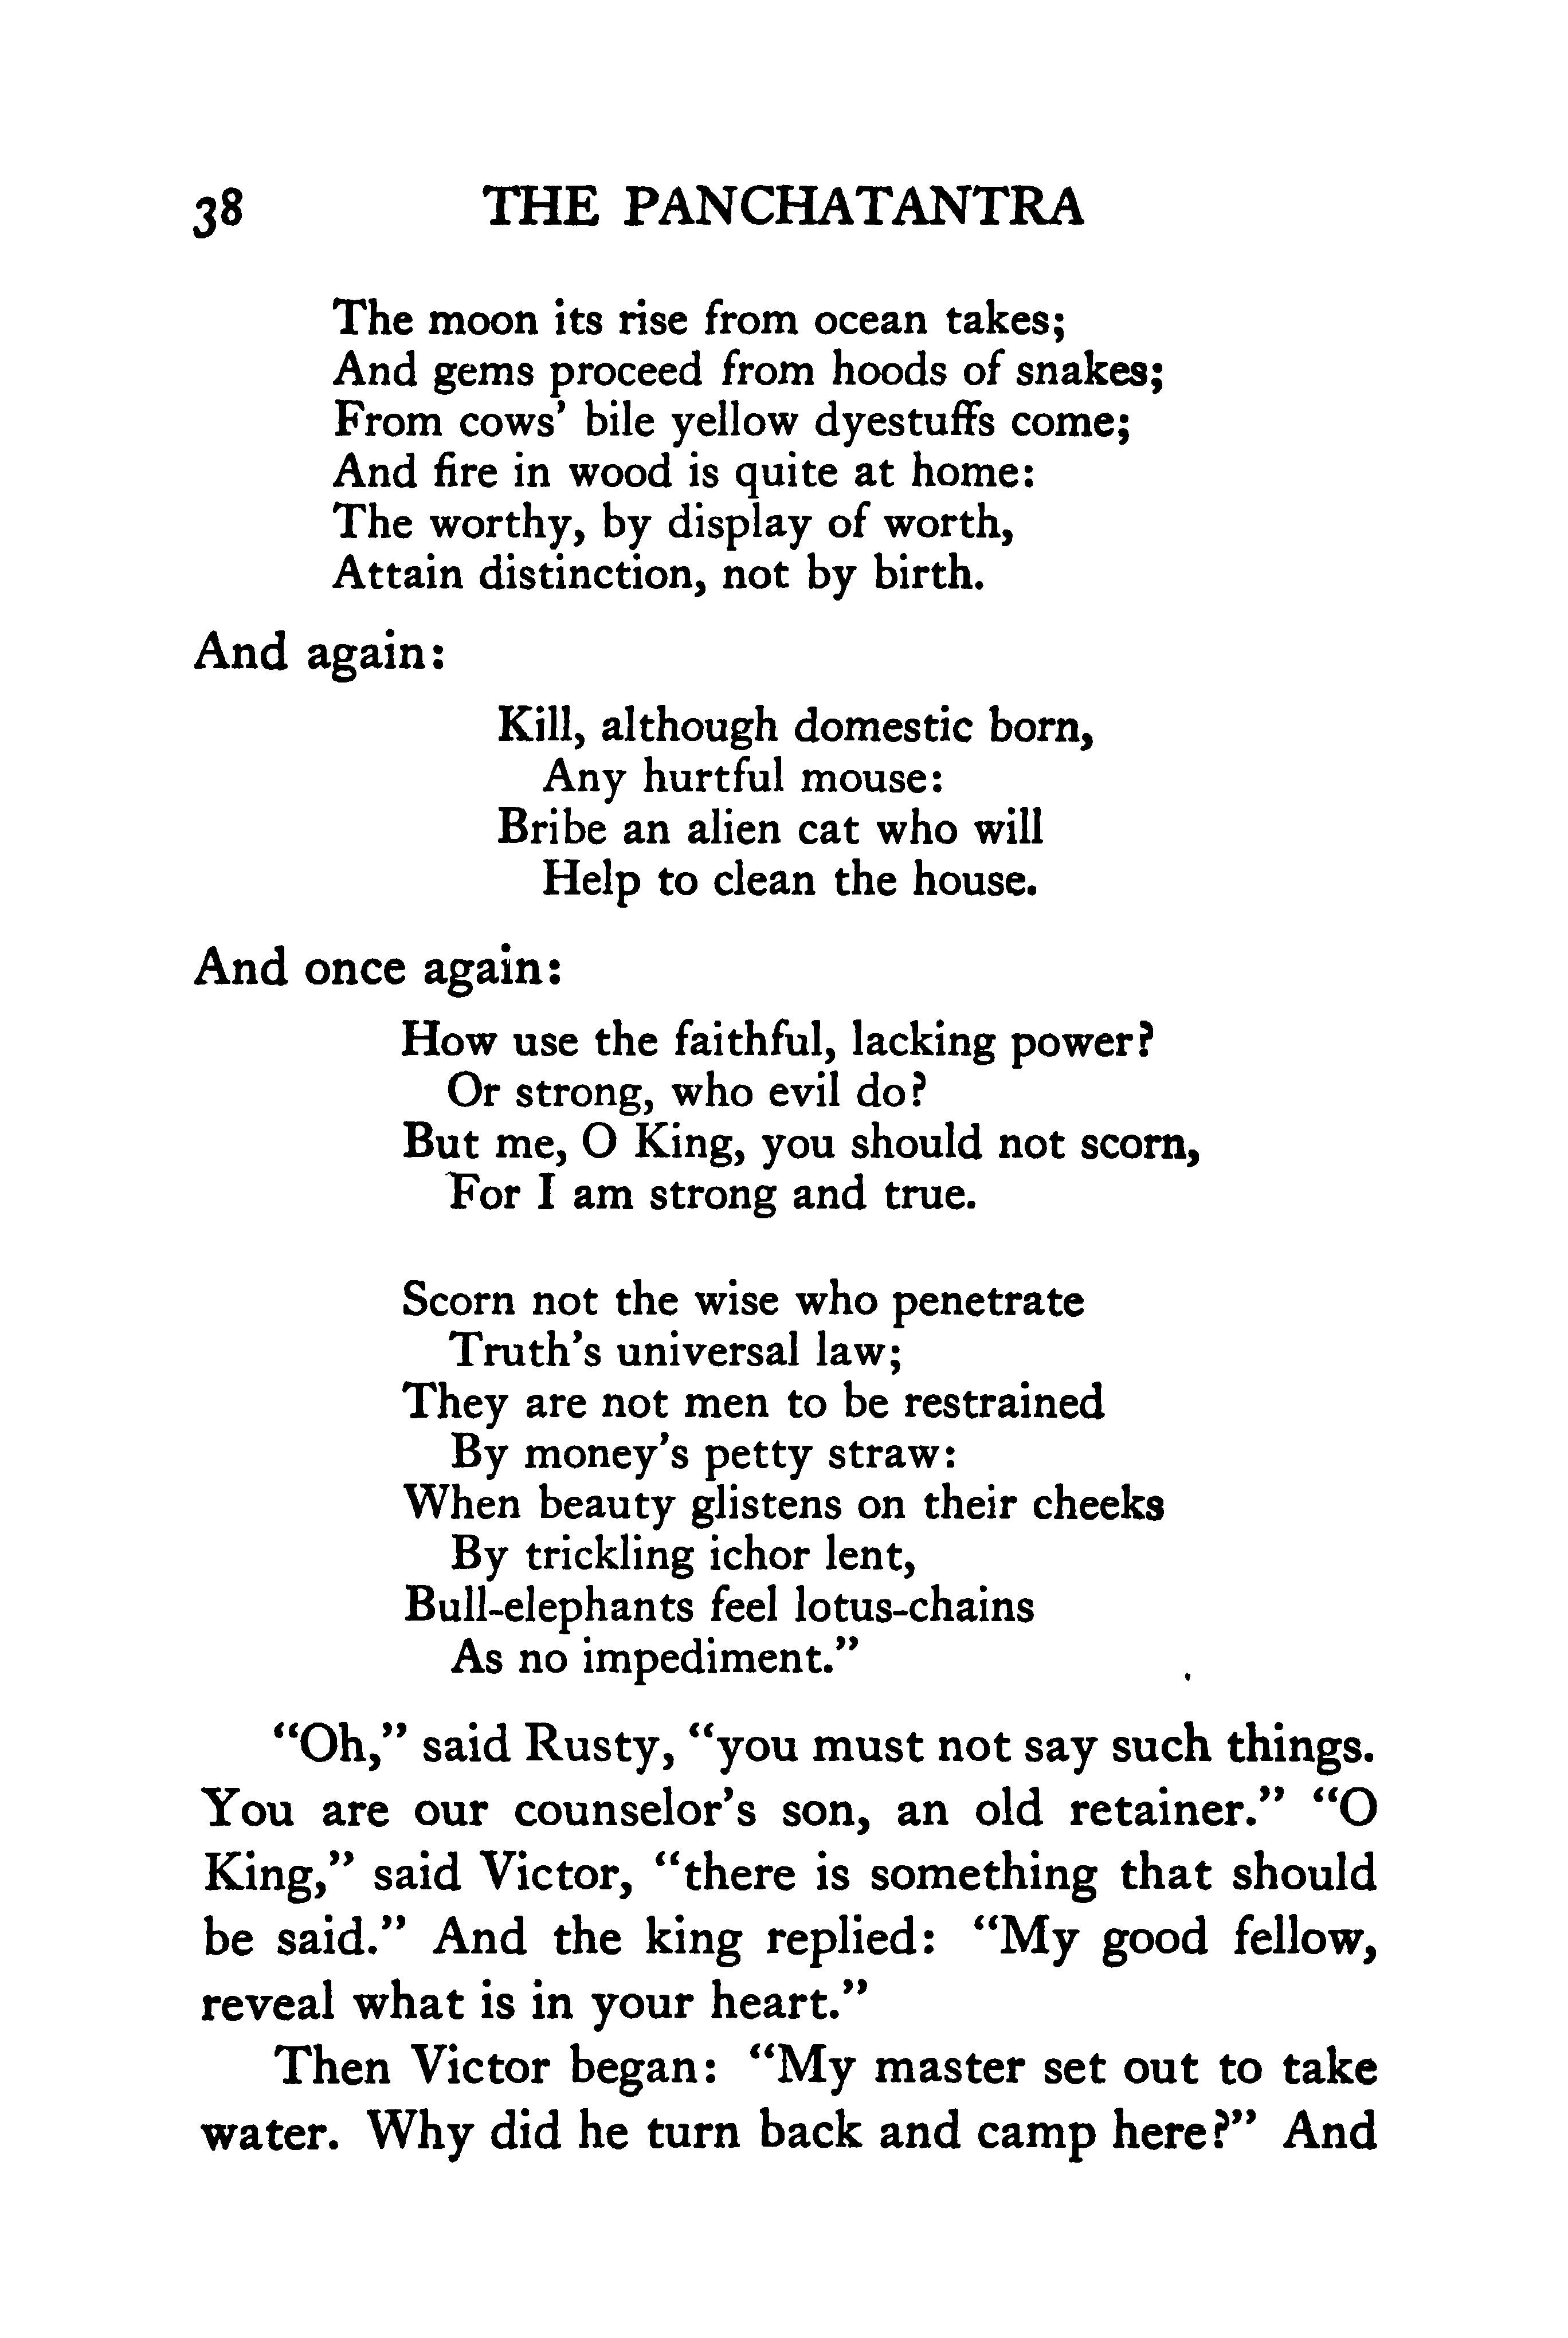 38 THE PANCHATANTRA
The moon its rise from ocean takes;
And gems proceed from hoods of snakes;
From cows’ bile yellow dyestuffs come;
And fire in wood is quite at home:
The worthy, by display of worth,
Attain distinction, not by birth.
And again:
Kill, although domestic born,
Any hurtful mouse:
Bribe an alien cat who will
Help to clean the house.
And once again:
How use the faithful, lacking power?
Or strong, who evil do?
But me, O King, you should not scorn,
For I am strong and true.
Scorn not the wise who penetrate
Truth’s universal law;
They are not men to be restrained
By money’s petty straw:
When beauty glistens on their cheeks
By trickling ichor lent,
Bull-elephants feel lotus-chains
As no impediment.”
“Oh,” said Rusty, “you must not say such things.
You are our counselor’s son, an old retainer.” “O
King,” said Victor, “there is something that should
be said.” And the king replied: “My good fellow,
reveal what is in your heart.”
Then Victor began: “My master set out to take
water. Why did he turn back and camp here?” And